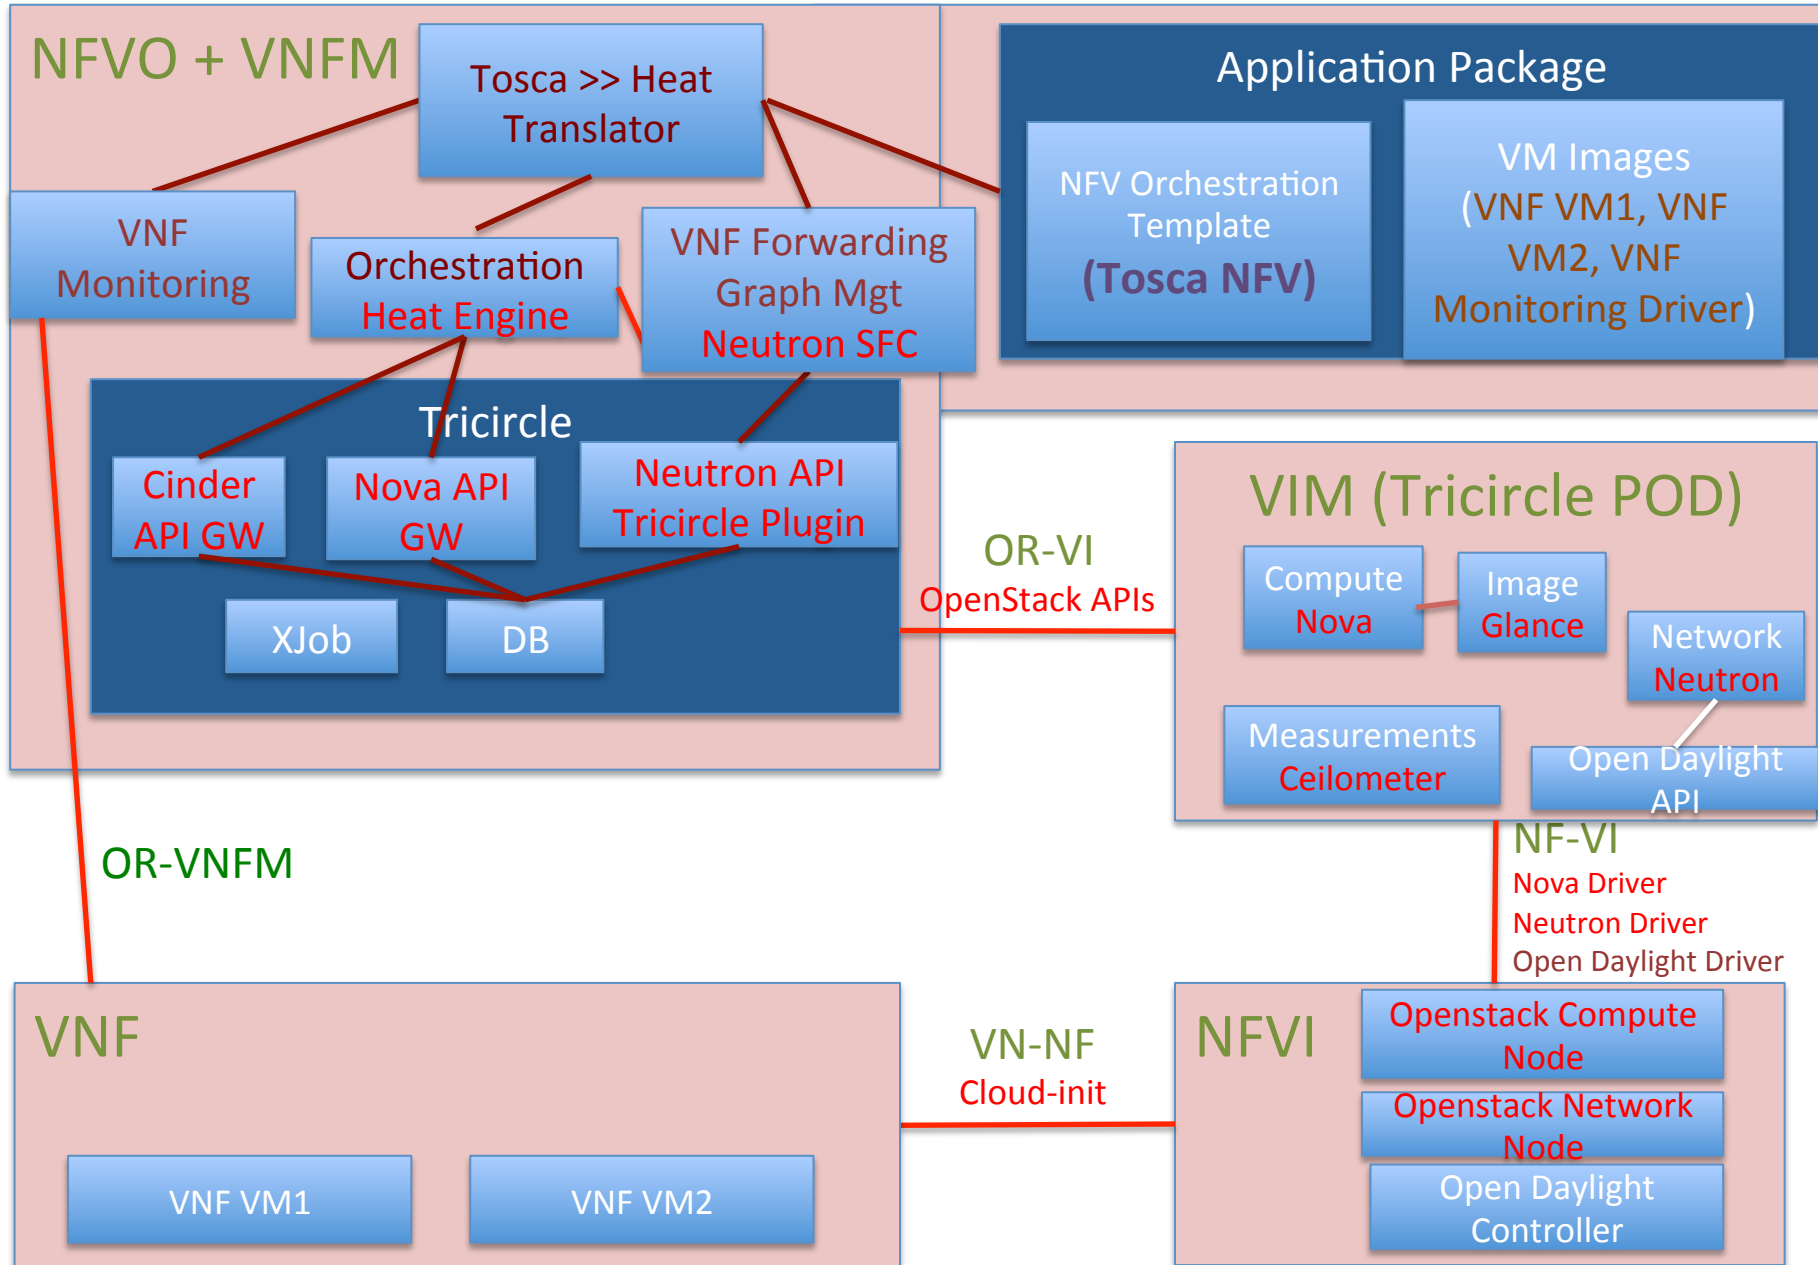 NFVO + VNFM
Tosca >> Heat
Translator
VNF
Monitoring
Orchestration
Heat Engine
VNF Forwarding
Graph Mgt
Neutron SFC
Application Package
NFV Orchestration
Template
(Tosca NFV)
VM Images
(VNF VM1, VNF
VM2, VNF
Monitoring Driver)
Tricircle
Cinder
API GW
Nova API
GW
Neutron API
Tricircle Plugin
XJob
DB
OR-VI
OpenStack APIs
VIM (Tricircle POD)
Compute
Nova
Image
Glance
Network
Neutron
Measurements
Ceilometer
Open Daylight
API
OR-VNFM
NF-VI
Nova Driver
Neutron Driver
Open Daylight Driver
VNF
VNF VM1
VNF VM2
VN-NF
Cloud-init
NFVI
Openstack Compute
Node
Openstack Network
Node
Open Daylight
Controller